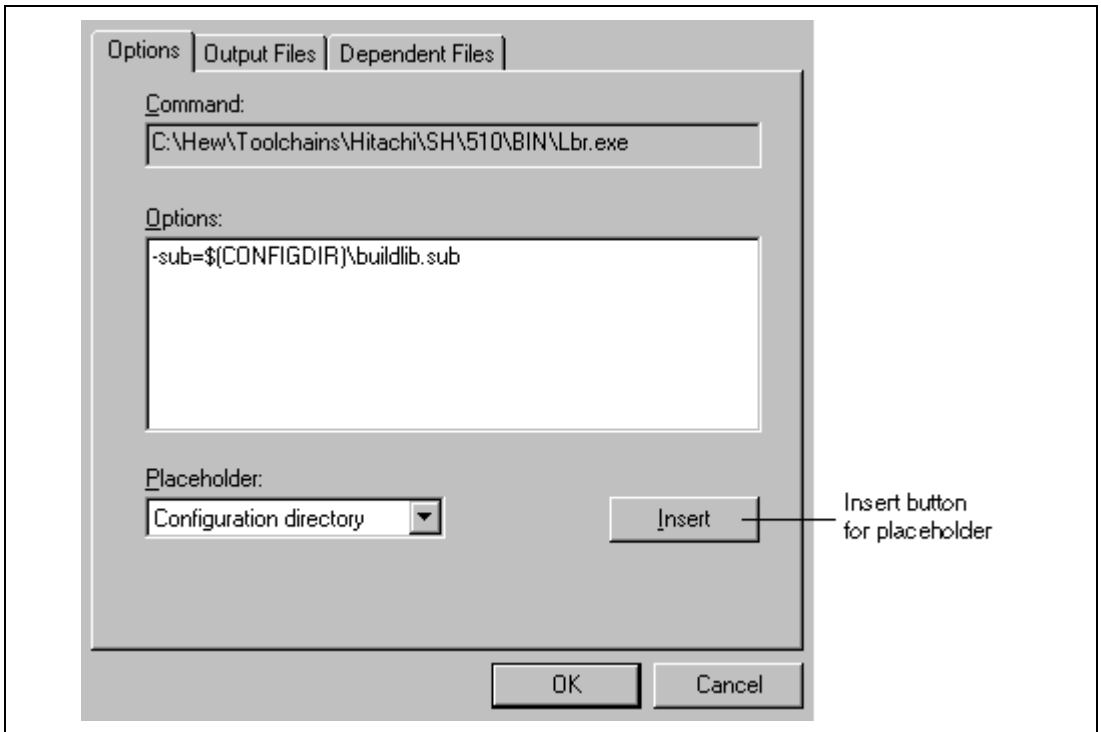 Options Output Files Dependent Files
Command:
C:\Hew\Toolchains\Hitachi\SH\510\BIN\Lbr.exe
Options:
-sub=$(CONFIGDIR)\buildlib.sub
Placeholder:
Configuration directory
Insert
Insert button
for placeholder
OK Cancel